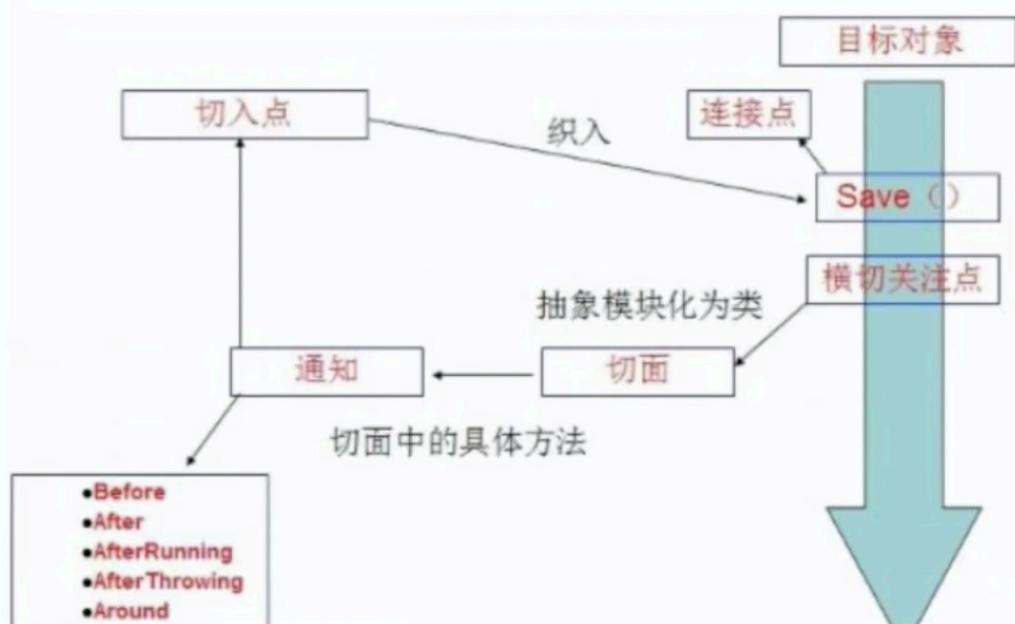 目标对象
切入点
连接点
织入
Save（）
横切关注点
抽象模块化为类
通知
切面
切面中的具体方法
•Before
•After
•AfterRunning
•AfterThrowing
•Around